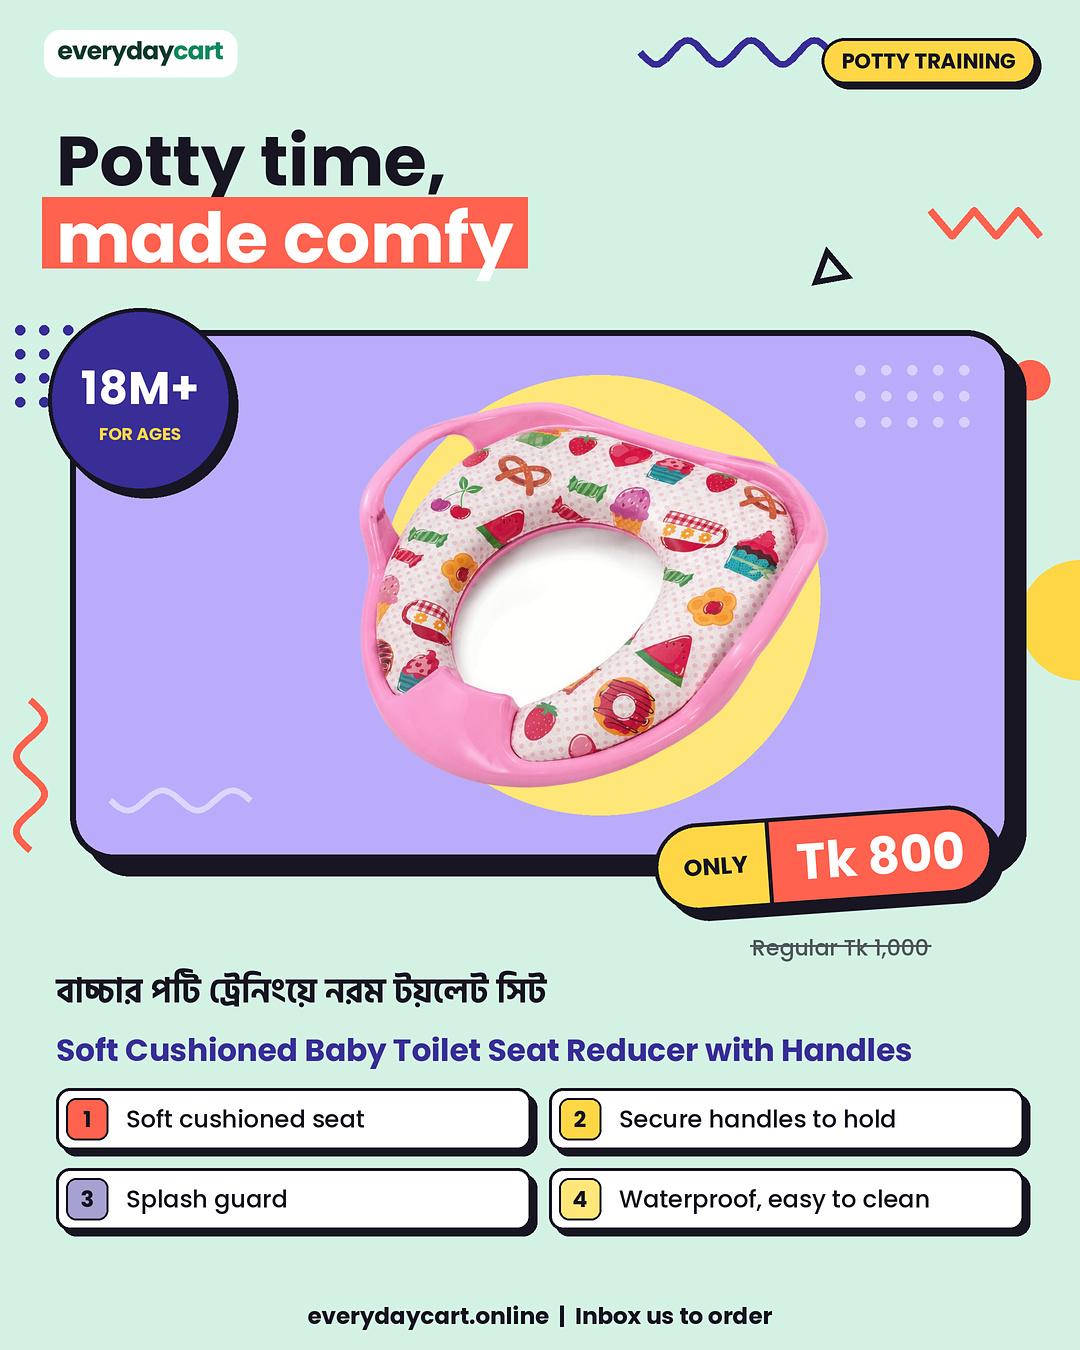 everydaycart
POTTY TRAINING
Potty time,
made comfy
18M+
FOR AGES
ONLY
Tk 800
Regular Tk 1,000
বাচ্চার পটি ট্রেনিংয়ে নরম টয়লেট সিট
Soft Cushioned Baby Toilet Seat Reducer with Handles
1 Soft cushioned seat
2 Secure handles to hold
3 Splash guard
4 Waterproof, easy to clean
everydaycart.online | Inbox us to order